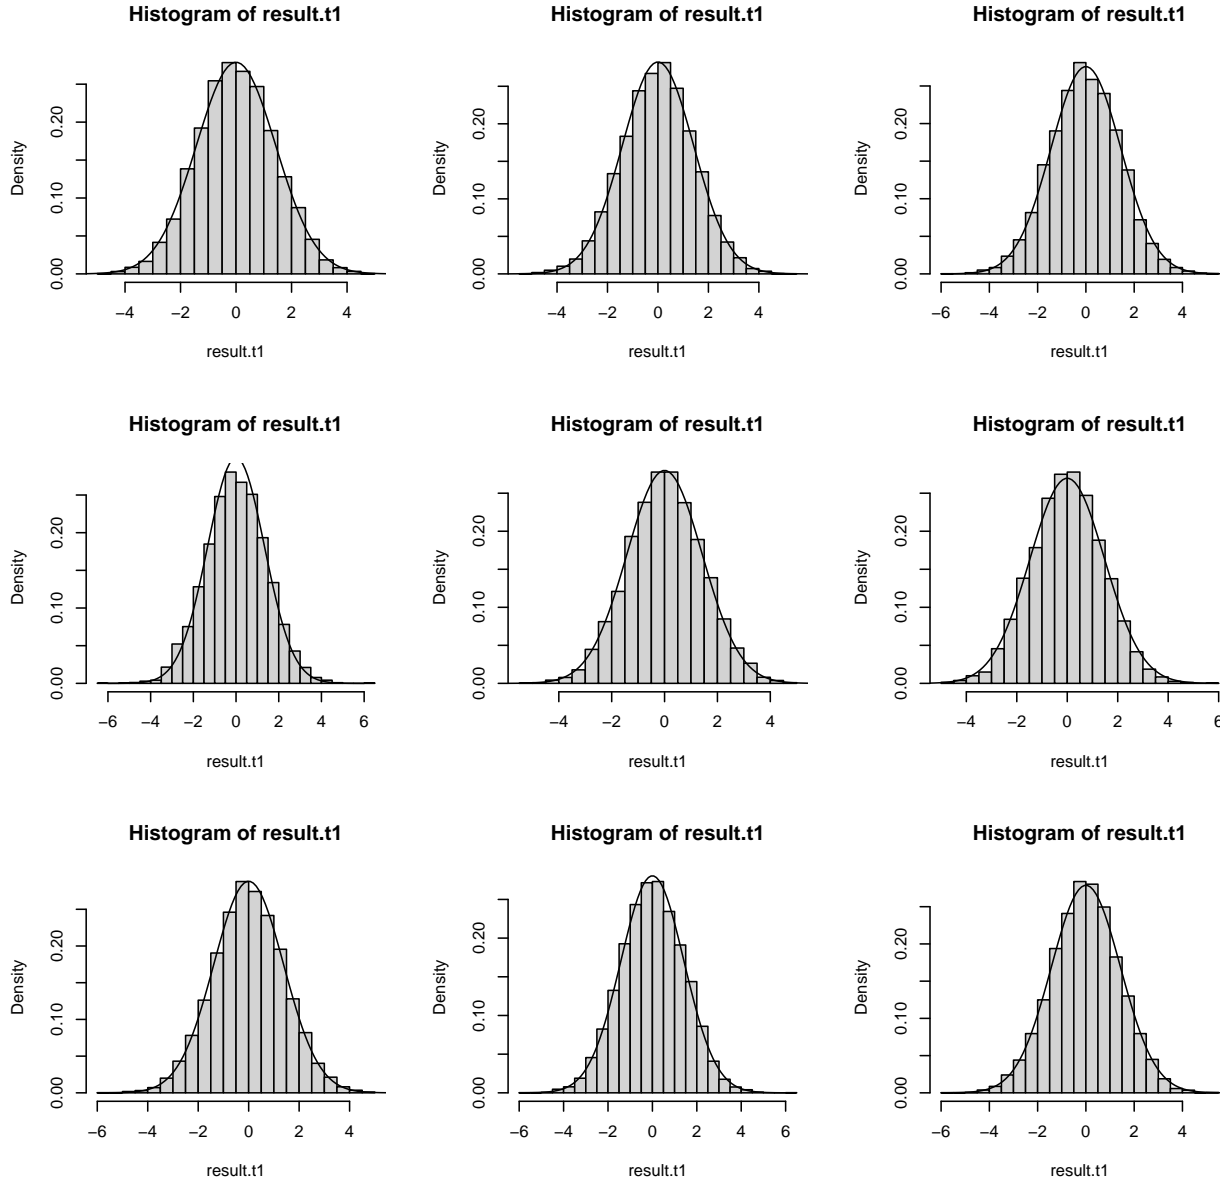 Histogram of result.t1
Density
0.00 0.10 0.20
−4 −2 0 2 4
result.t1
Histogram of result.t1
Density
0.00 0.10 0.20
−4 −2 0 2 4
result.t1
Histogram of result.t1
Density
0.00 0.10 0.20
−6 −4 −2 0 2 4
result.t1
Histogram of result.t1
Density
0.00 0.10 0.20
−6 −4 −2 0 2 4 6
result.t1
Histogram of result.t1
Density
0.00 0.10 0.20
−4 −2 0 2 4
result.t1
Histogram of result.t1
Density
0.00 0.10 0.20
−4 −2 0 2 4 6
result.t1
Histogram of result.t1
Density
0.00 0.10 0.20
−6 −4 −2 0 2 4
result.t1
Histogram of result.t1
Density
0.00 0.10 0.20
−6 −4 −2 0 2 4 6
result.t1
Histogram of result.t1
Density
0.00 0.10 0.20
−6 −4 −2 0 2 4
result.t1